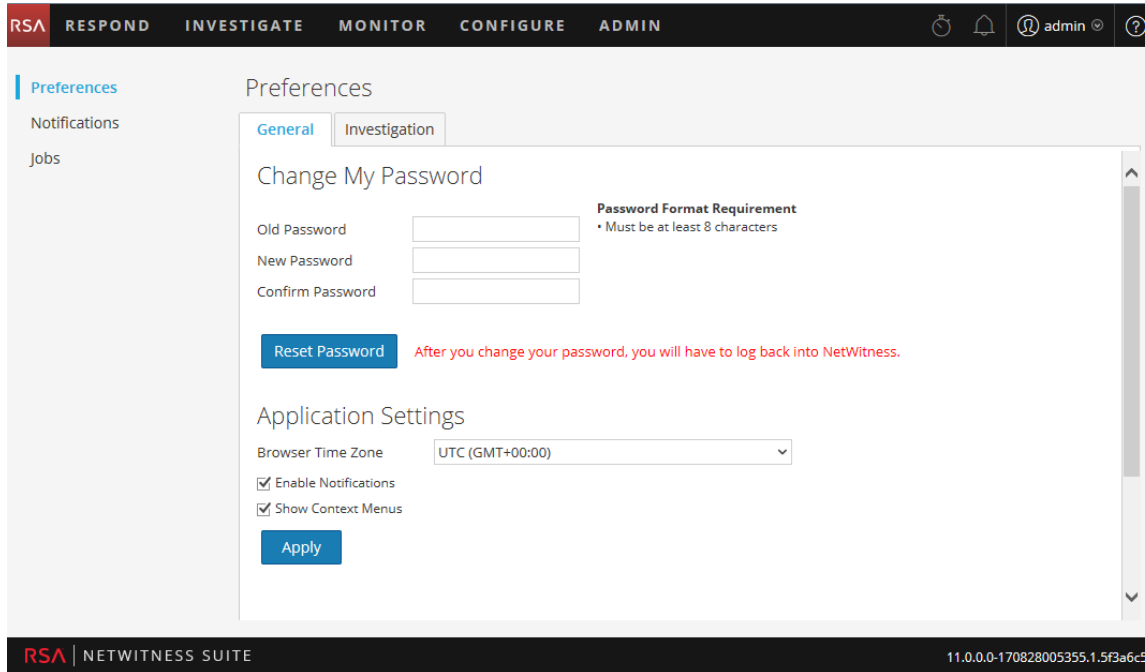 RSA RESPOND INVESTIGATE MONITOR CONFIGURE ADMIN admin ?
Preferences
Notifications
Jobs
Preferences
General Investigation
Change My Password
Old Password
New Password
Confirm Password
Password Format Requirement
• Must be at least 8 characters
Reset Password After you change your password, you will have to log back into NetWitness.
Application Settings
Browser Time Zone UTC (GMT+00:00)
Enable Notifications
Show Context Menus
Apply
RSA | NETWITNESS SUITE 11.0.0.0-170828005355.1.5f3a6c5